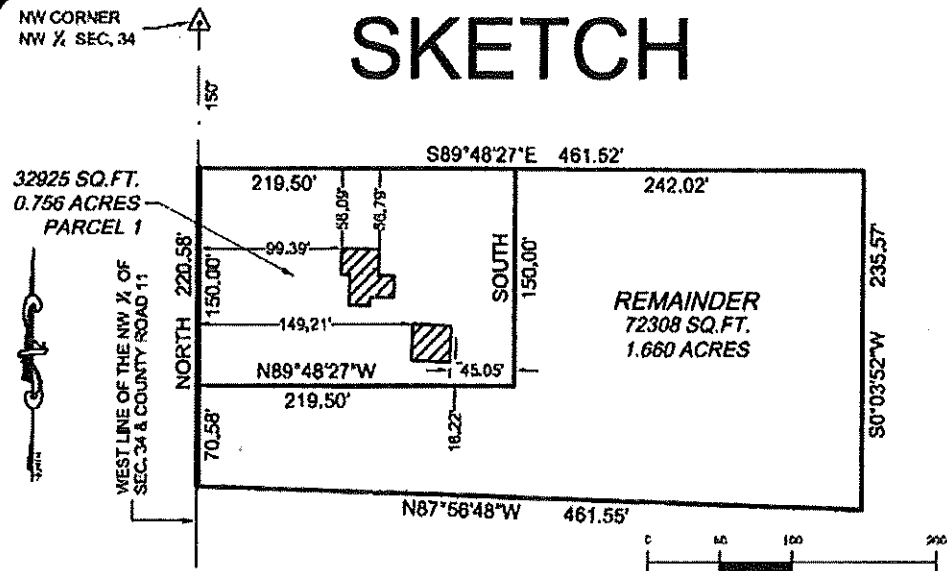 SKETCH
NW CORNER
NW ¼ SEC. 34
150'
S89°48'27"E 461.52'
219.50'
242.02'
32925 SQ.FT.
0.756 ACRES
PARCEL 1
58.09'
56.79'
99.39'
NORTH 220.58'
150.00'
SOUTH
150.00'
235.57'
S0°03'52"W
REMAINDER
72308 SQ.FT.
1.660 ACRES
149.21'
N89°48'27"W
45.05'
219.50'
16.22'
70.58'
WEST LINE OF THE NW ¼ OF
SEC. 34 & COUNTY ROAD 11
N87°56'48"W 461.55'
0 50 100 200